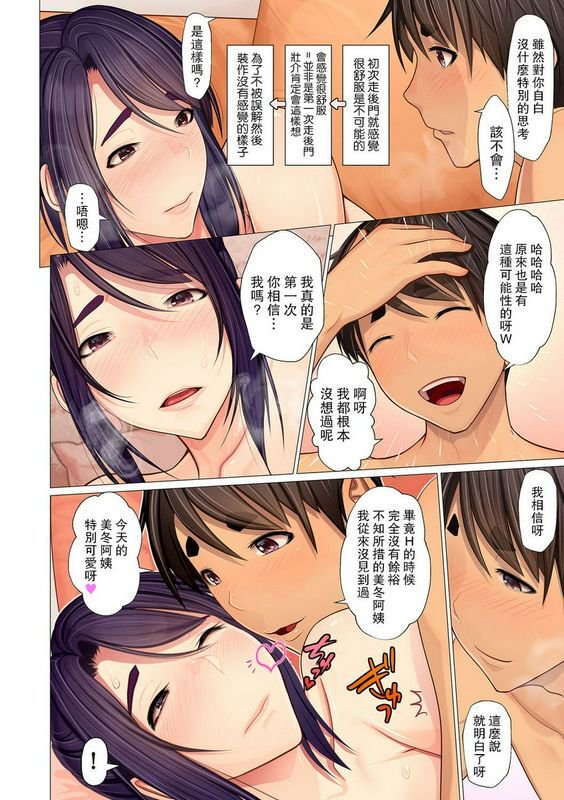 雖然對你自白
沒什麼特別的思考
該不會…
初次走後門就感覺
很舒服是不可能的
會感覺很舒服
=並非是第一次走後門
壯介肯定會這樣想
為了不被誤解然後
裝作沒有感覺的樣子
是這樣嗎？
…唔嗯…
哈哈哈哈
原來也是有
這種可能性的呀W
啊呀
我都根本
沒想過呢
我真的是
第一次
你相信…
我嗎？
我相信呀
這麼說
就明白了呀
畢竟H的時候
完全沒有餘裕
不知所措的美冬阿姨
我從來沒見到過
今天的
美冬阿姨
特別可愛呀
♥
！